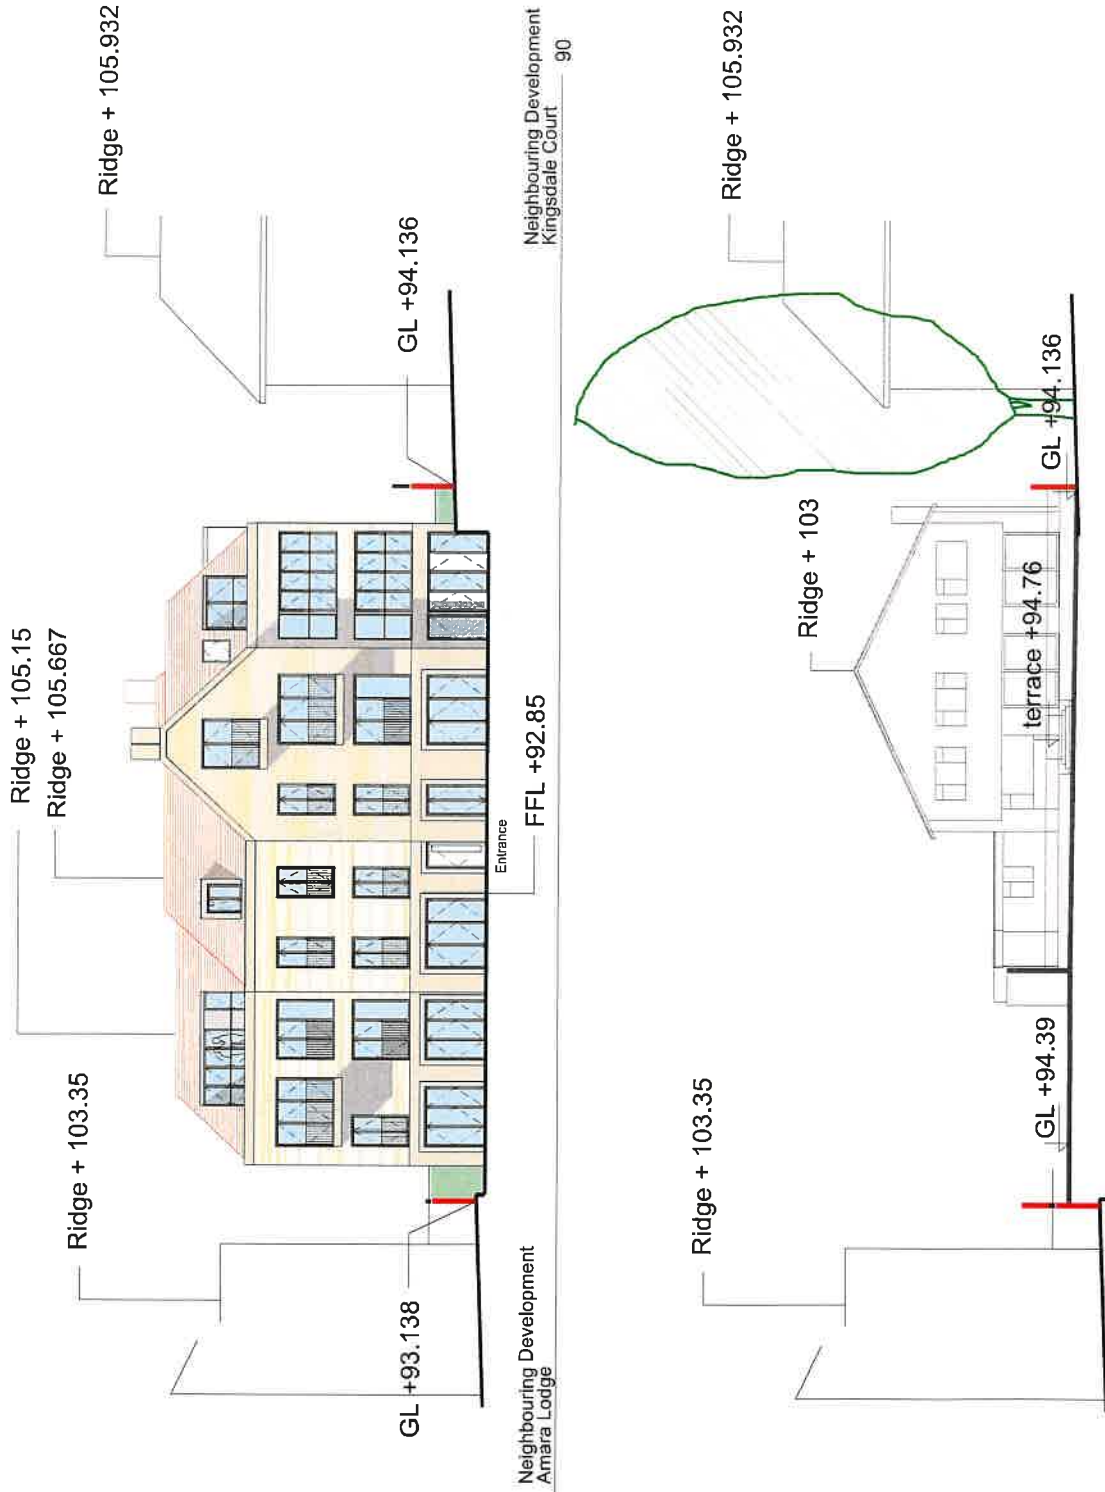 Ridge + 105.15
Ridge + 105.667
Ridge + 103.35
Ridge + 105.932
GL +93.138
GL +94.136
Entrance
FFL +92.85
Neighbouring Development
Amara Lodge
Neighbouring Development
Kingsdale Court
90
Ridge + 103.35
Ridge + 103
Ridge + 105.932
GL +94.39
terrace +94.76
GL +94.136